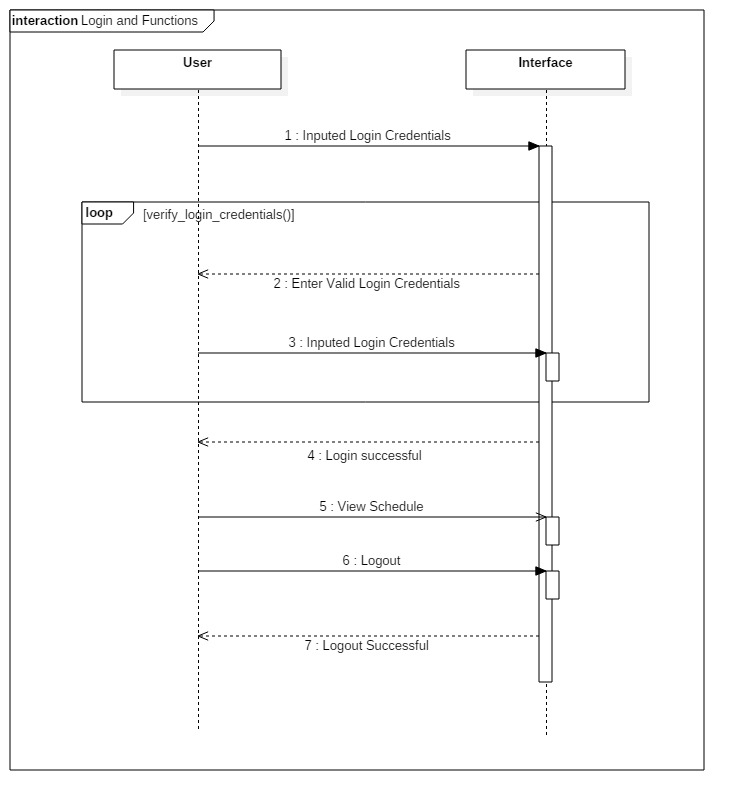 interaction Login and Functions
User
Interface
1 : Inputed Login Credentials
loop
[verify_login_credentials()]
2 : Enter Valid Login Credentials
3 : Inputed Login Credentials
4 : Login successful
5 : View Schedule
6 : Logout
7 : Logout Successful